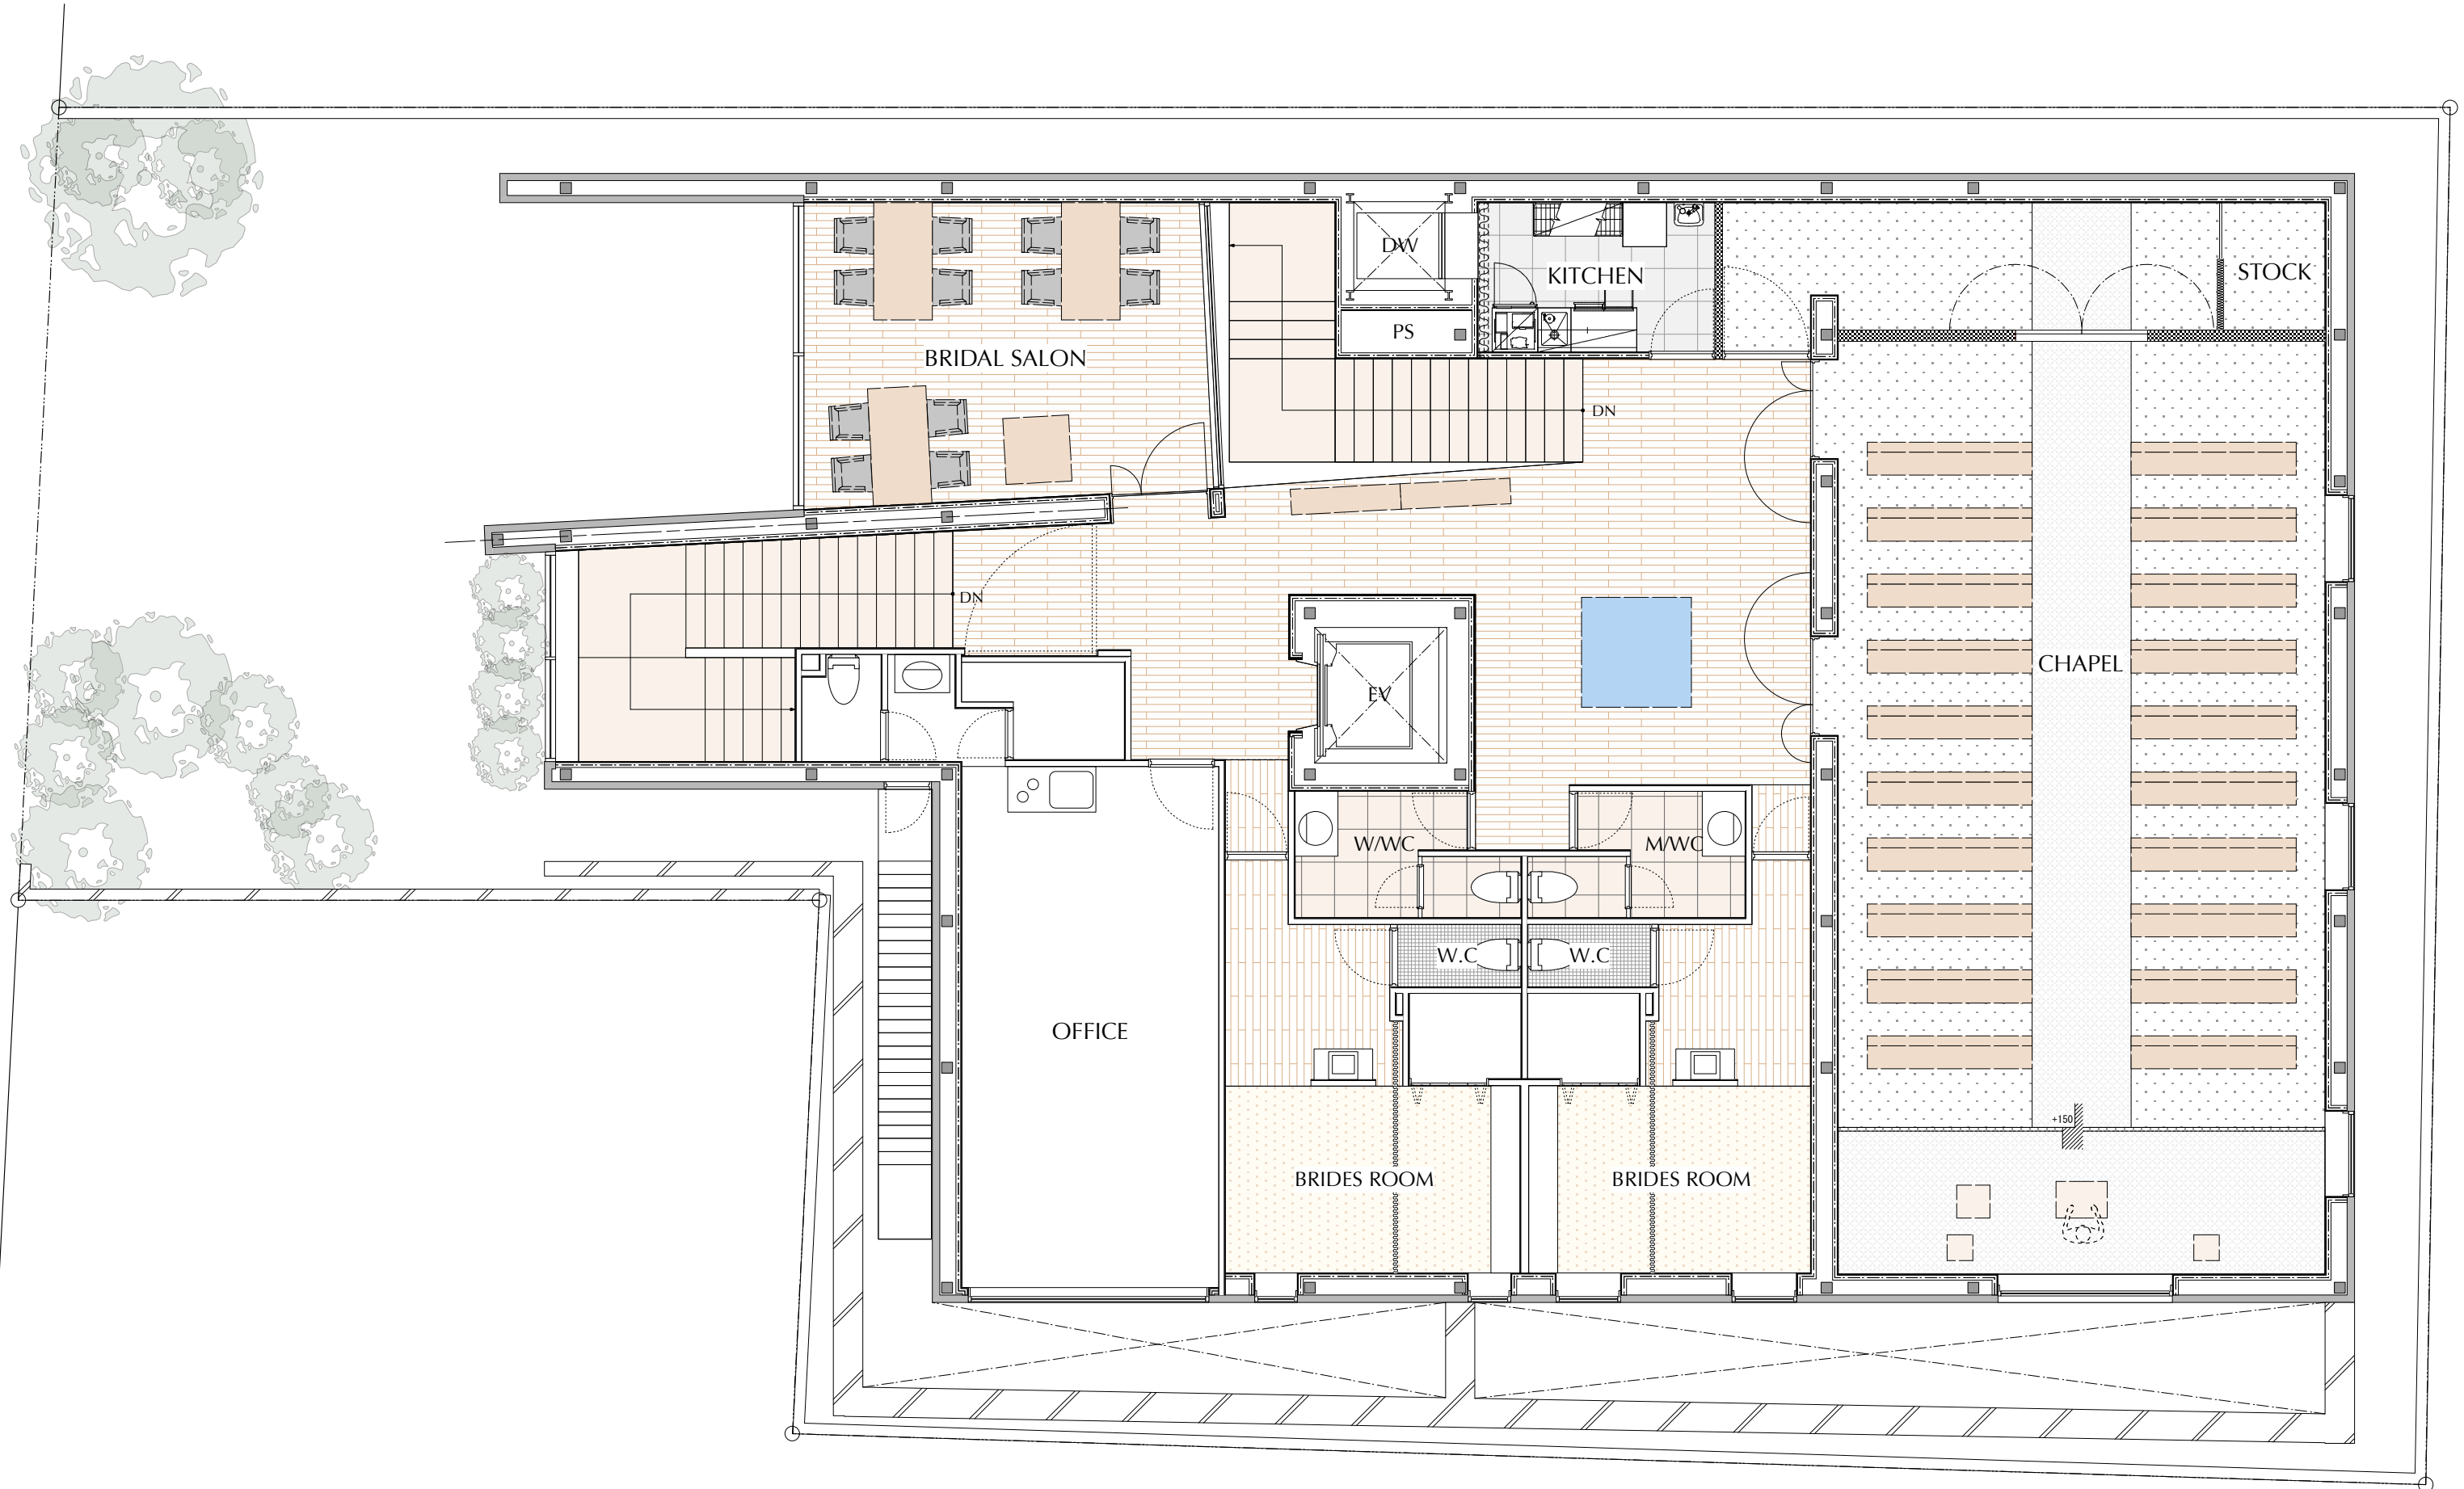 DW
KITCHEN
STOCK
PS
BRIDAL SALON
DN
DN
CHAPEL
EV
W/WC
M/WC
W.C
W.C
OFFICE
+150
BRIDES ROOM
BRIDES ROOM